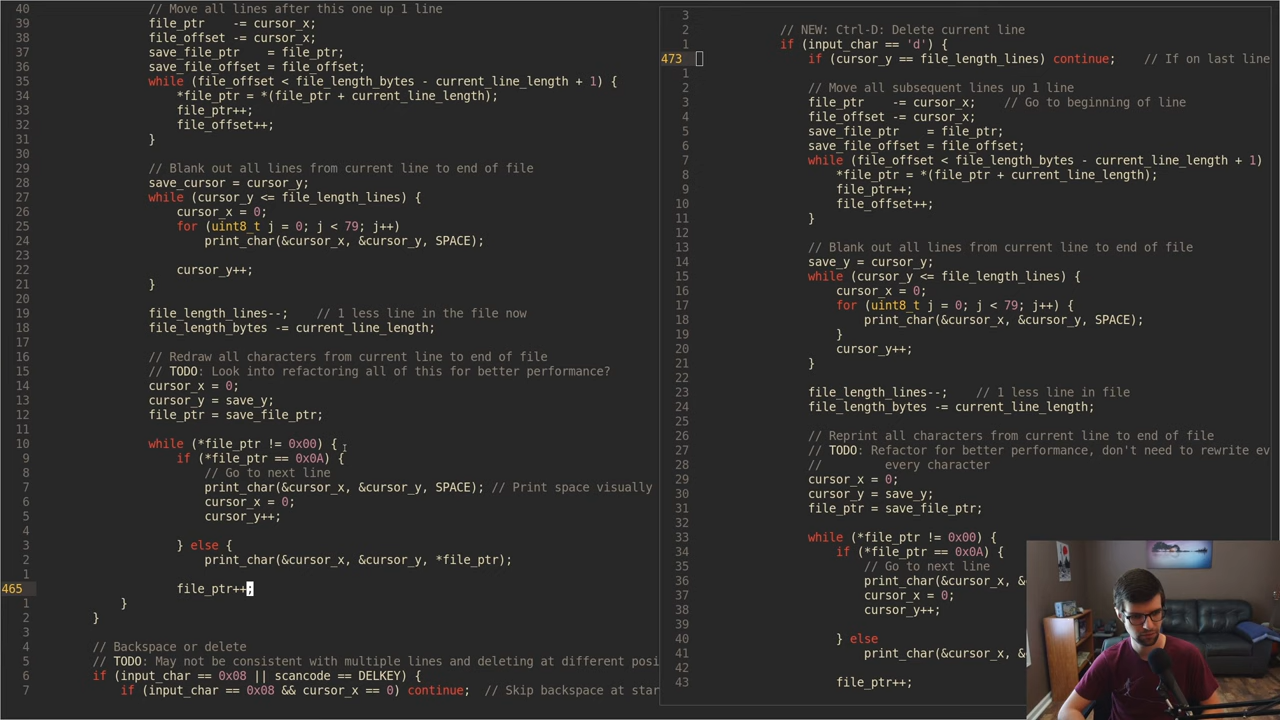 40 // Move all lines after this one up 1 line
39 file_ptr    -= cursor_x;
38 file_offset -= cursor_x;
37 save_file_ptr    = file_ptr;
36 save_file_offset = file_offset;
35 while (file_offset < file_length_bytes - current_line_length + 1) {
34 *file_ptr = *(file_ptr + current_line_length);
33 file_ptr++;
32 file_offset++;
31 }
30
29 // Blank out all lines from current line to end of file
28 save_cursor = cursor_y;
27 while (cursor_y <= file_length_lines) {
26 cursor_x = 0;
25 for (uint8_t j = 0; j < 79; j++)
24 print_char(&cursor_x, &cursor_y, SPACE);
23
22 cursor_y++;
21 }
20
19 file_length_lines--;    // 1 less line in the file now
18 file_length_bytes -= current_line_length;
17
16 // Redraw all characters from current line to end of file
15 // TODO: Look into refactoring all of this for better performance?
14 cursor_x = 0;
13 cursor_y = save_y;
12 file_ptr = save_file_ptr;
11
10 while (*file_ptr != 0x00) {
9 if (*file_ptr == 0x0A) {
8 // Go to next line
7 print_char(&cursor_x, &cursor_y, SPACE); // Print space visually
6 cursor_x = 0;
5 cursor_y++;
4
3 } else {
2 print_char(&cursor_x, &cursor_y, *file_ptr);
1
465 file_ptr++;
1 }
2 }
3
4 // Backspace or delete
5 // TODO: May not be consistent with multiple lines and deleting at different posi
6 if (input_char == 0x08 || scancode == DELKEY) {
7 if (input_char == 0x08 && cursor_x == 0) continue;  // Skip backspace at star
3
2 // NEW: Ctrl-D: Delete current line
1 if (input_char == 'd') {
473 if (cursor_y == file_length_lines) continue;    // If on last line
1
2 // Move all subsequent lines up 1 line
3 file_ptr    -= cursor_x;    // Go to beginning of line
4 file_offset -= cursor_x;
5 save_file_ptr    = file_ptr;
6 save_file_offset = file_offset;
7 while (file_offset < file_length_bytes - current_line_length + 1)
8 *file_ptr = *(file_ptr + current_line_length);
9 file_ptr++;
10 file_offset++;
11 }
12
13 // Blank out all lines from current line to end of file
14 save_y = cursor_y;
15 while (cursor_y <= file_length_lines) {
16 cursor_x = 0;
17 for (uint8_t j = 0; j < 79; j++) {
18 print_char(&cursor_x, &cursor_y, SPACE);
19 }
20 cursor_y++;
21 }
22
23 file_length_lines--;    // 1 less line in file
24 file_length_bytes -= current_line_length;
25
26 // Reprint all characters from current line to end of file
27 // TODO: Refactor for better performance, don't need to rewrite ev
28 //       every character
29 cursor_x = 0;
30 cursor_y = save_y;
31 file_ptr = save_file_ptr;
32
33 while (*file_ptr != 0x00) {
34 if (*file_ptr == 0x0A) {
35 // Go to next line
36 print_char(&cursor_x, &
37 cursor_x = 0;
38 cursor_y++;
39
40 } else
41 print_char(&cursor_x, &
42
43 file_ptr++;